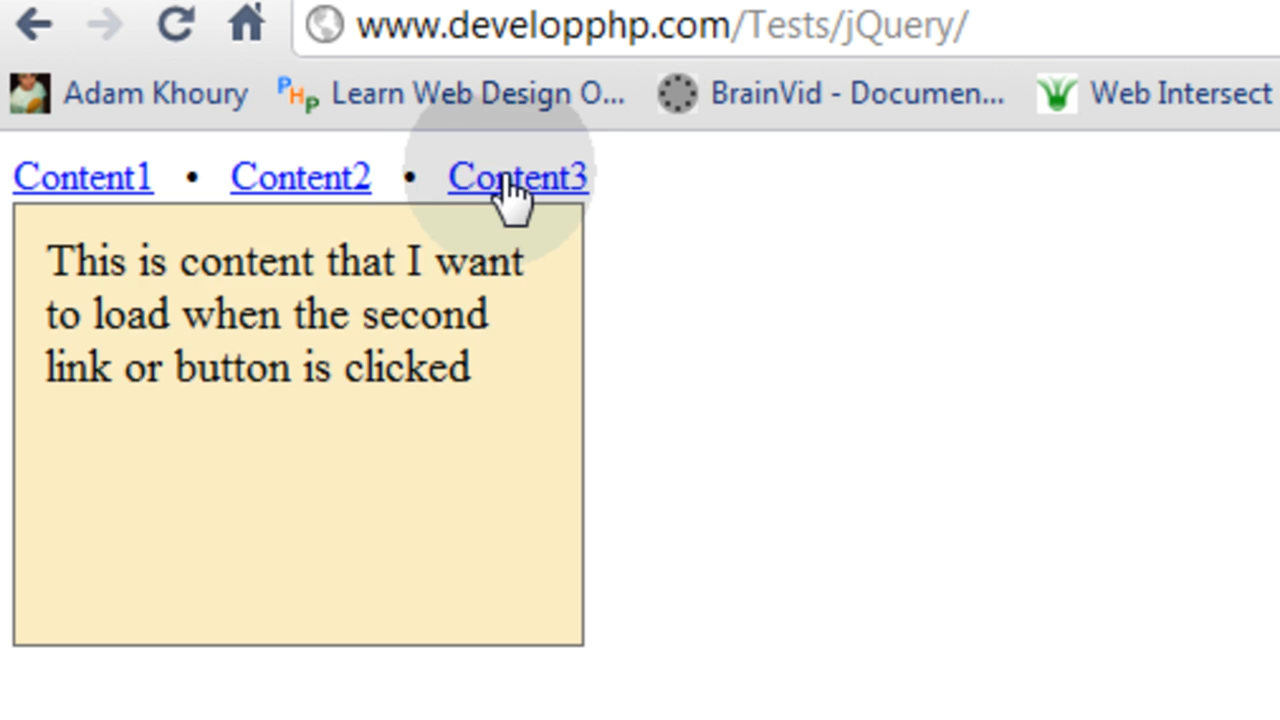 www.developphp.com/Tests/jQuery/
Adam Khoury PHP Learn Web Design O... BrainVid - Documen... Web Intersect
Content1 • Content2 • Content3
This is content that I want
to load when the second
link or button is clicked